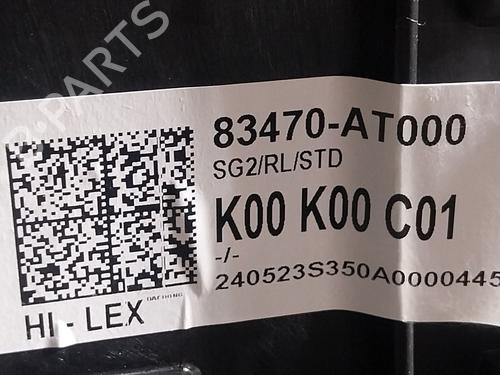 PARTS
83470-AT000
SG2/RL/STD
K00 K00 C01
-/-
240523S350A0000445
HI - LEX